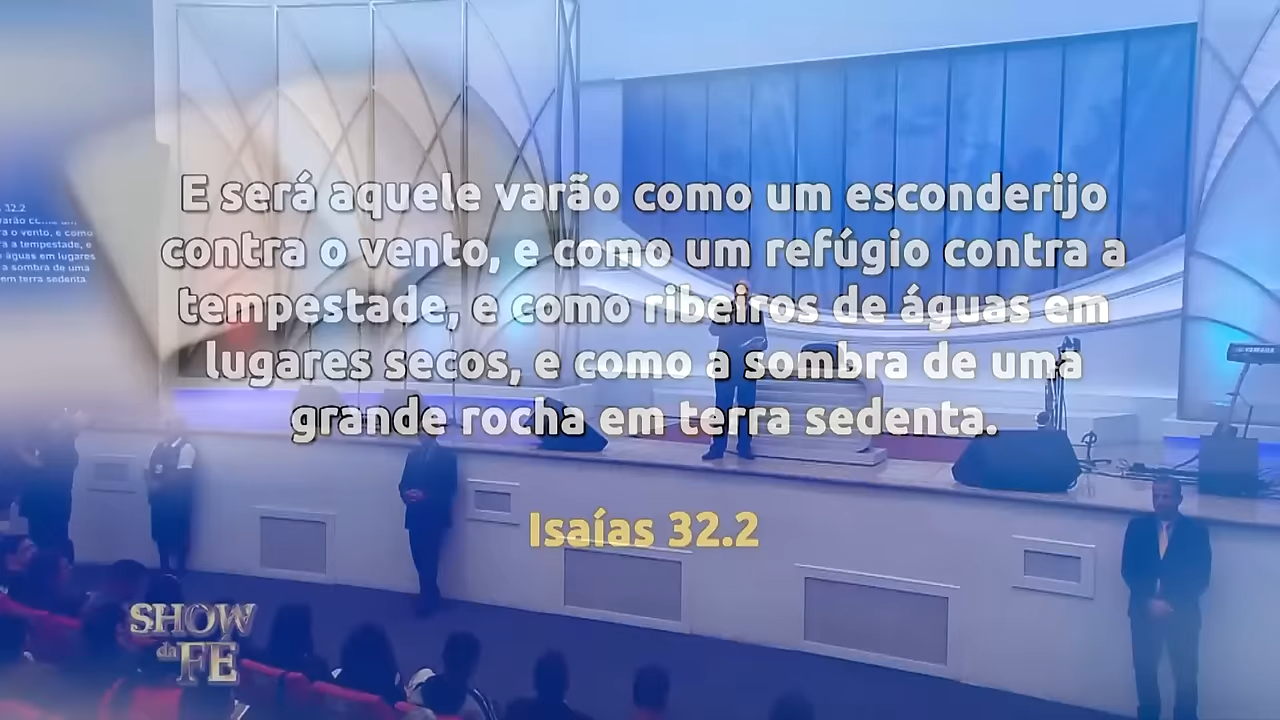 E será aquele varão como um esconderijo
contra o vento, e como um refúgio contra a
tempestade, e como ribeiros de águas em
lugares secos, e como a sombra de uma
grande rocha em terra sedenta.
Isaías 32.2
32.2
o vento, e como
a tempestade, e
águas em lugares
a sombra de uma
em terra sedenta
YAMAHA
SHOW
da FÉ